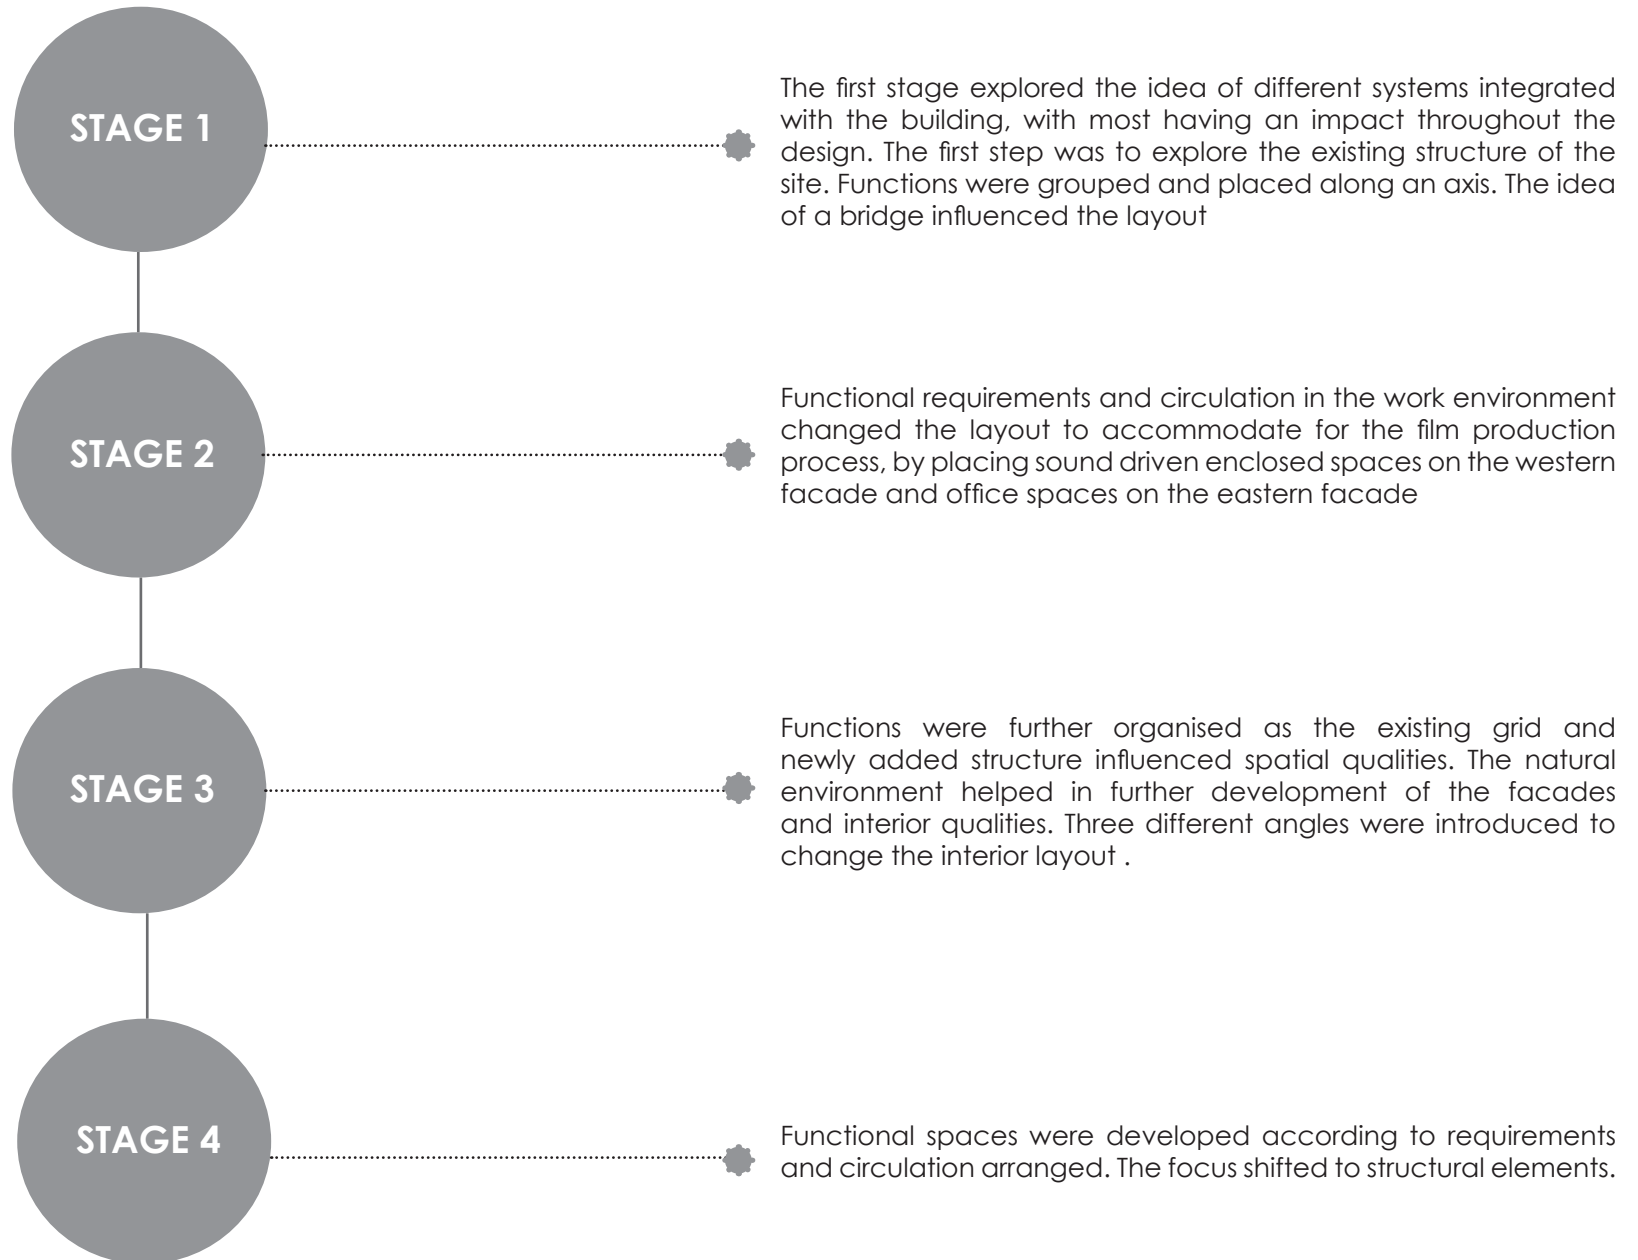 STAGE 1
The first stage explored the idea of different systems integrated
with the building, with most having an impact throughout the
design. The first step was to explore the existing structure of the
site. Functions were grouped and placed along an axis. The idea
of a bridge influenced the layout
STAGE 2
Functional requirements and circulation in the work environment
changed the layout to accommodate for the film production
process, by placing sound driven enclosed spaces on the western
facade and office spaces on the eastern facade
STAGE 3
Functions were further organised as the existing grid and
newly added structure influenced spatial qualities. The natural
environment helped in further development of the facades
and interior qualities. Three different angles were introduced to
change the interior layout .
STAGE 4
Functional spaces were developed according to requirements
and circulation arranged. The focus shifted to structural elements.